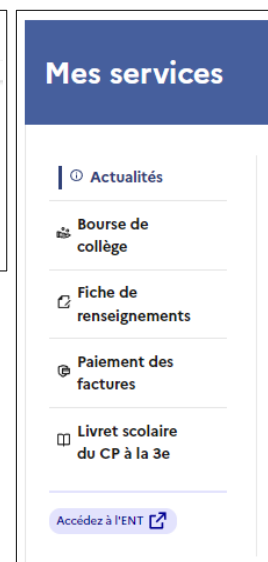 Mes services
Actualités
Bourse de
collège
Fiche de
renseignements
Paiement des
factures
Livret scolaire
du CP à la 3e
Accédez à l'ENT